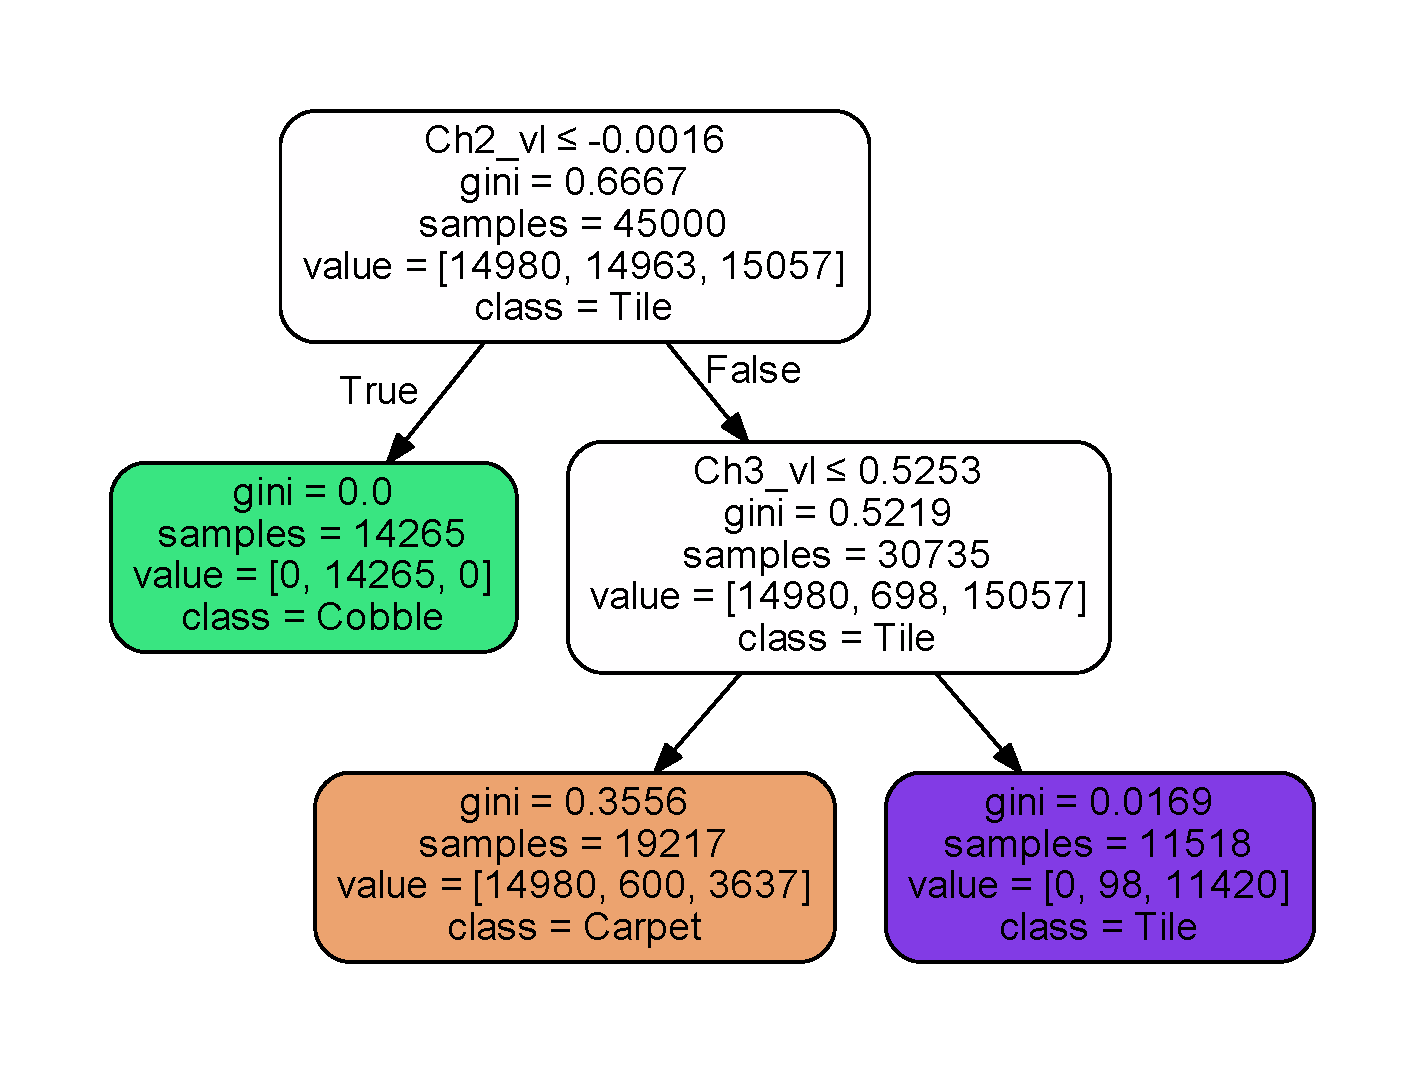 Ch2_vl ≤ -0.0016
gini = 0.6667
samples = 45000
value = [14980, 14963, 15057]
class = Tile
True
False
gini = 0.0
samples = 14265
value = [0, 14265, 0]
class = Cobble
Ch3_vl ≤ 0.5253
gini = 0.5219
samples = 30735
value = [14980, 698, 15057]
class = Tile
gini = 0.3556
samples = 19217
value = [14980, 600, 3637]
class = Carpet
gini = 0.0169
samples = 11518
value = [0, 98, 11420]
class = Tile